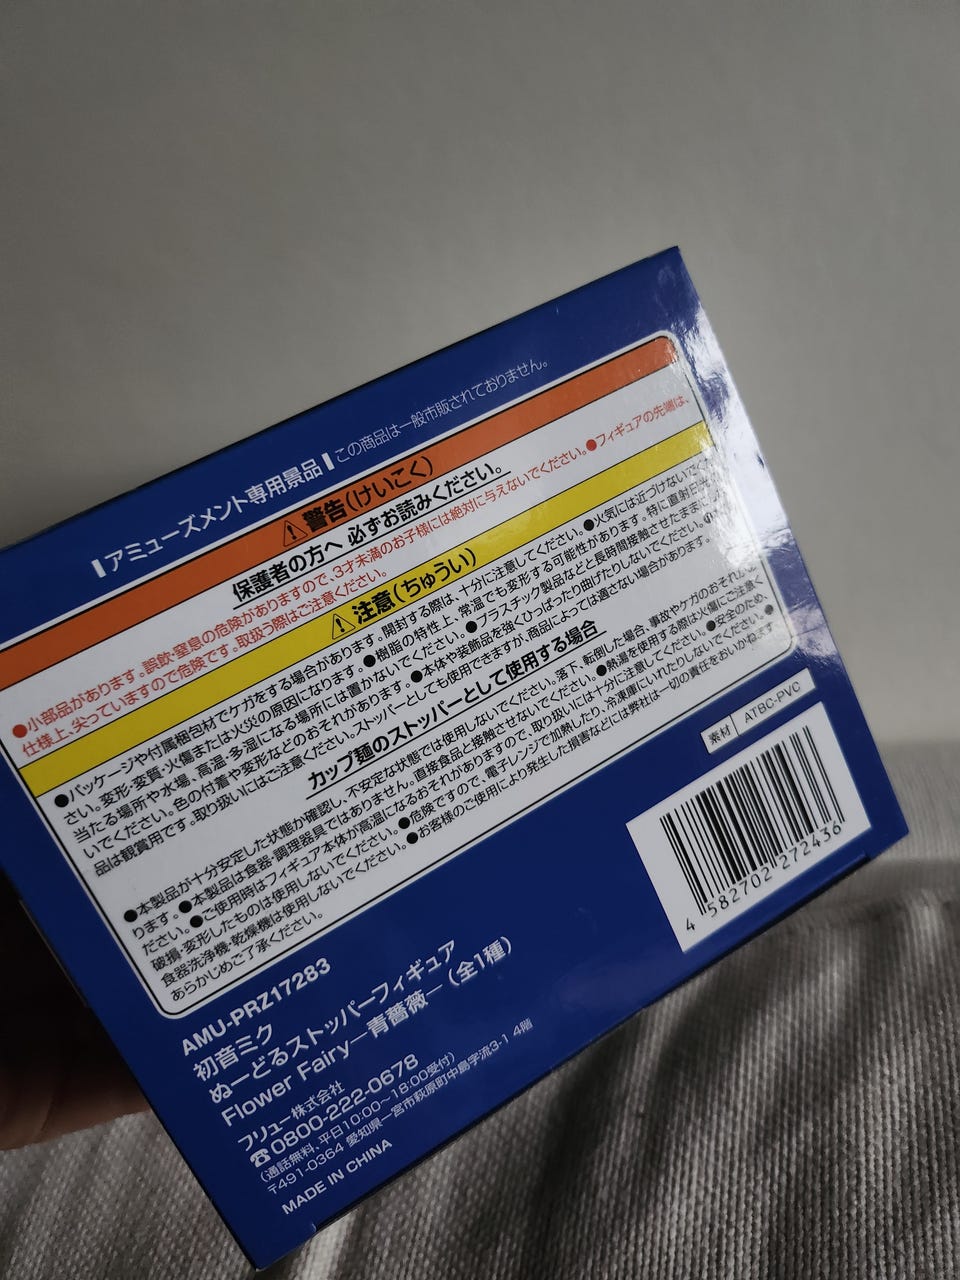 アミューズメント専用景品 この商品は一般市販されておりません。
⚠警告(けいこく)
保護者の方へ 必ずお読みください。
●小部品があります。誤飲・窒息の危険がありますので、3才未満のお子様には絶対に与えないでください。●フィギュアの先端は、
仕様上、尖っていますので危険です。取扱う際はご注意ください。
⚠注意(ちゅうい)
●パッケージや付属梱包材でケガをする場合があります。開封する際は、十分に注意してください。●火気には近づけないでくだ
さい。変形・変質・火傷または火災の原因になります。●樹脂の特性上、常温でも変形する可能性があります。特に直射日光の
当たる場所や水場、高温・多湿になる場所には置かないでください。●プラスチック製品などと長時間接触させたまま
いでください。色の付着や変形などのおそれがあります。●本体や装飾品を強くひっぱったり曲げたりしないでください。
品は観賞用です。取り扱いにはご注意ください。ストッパーとしても使用できますが、商品によっては適さない場合があります。
カップ麺のストッパーとして使用する場合
●本製品が十分安定した状態か確認し、不安定な状態では使用しないでください。落下、転倒した場合、事故やケガのおそれがあ
ります。●本製品は食器・調理器具ではありません。直接食品と接触させないでください。●熱湯を使用する際は火傷にご注意く
ださい。●ご使用時はフィギュア本体が高温になるおそれがありますので、取り扱いには十分に注意してください。●安全のため、
破損・変形したものは使用しないでください。●危険ですので、電子レンジで加熱したり、冷凍庫にいれたりしないでください。●
食器洗浄機・乾燥機は使用しないでください。●お客様のご使用により発生した損害などには弊社は一切の責任をおいかねます
あらかじめご了承ください。
素材 ATBC-PVC
4 582702 272436
AMU-PRZ17283
初音ミク
ぬーどるストッパーフィギュア
Flower Fairy―青薔薇―(全1種)
フリュー株式会社
☎0800-222-0678
(通話無料、平日10:00~18:00受付)
〒491-0364 愛知県一宮市萩原町中島字流3-1 4階
MADE IN CHINA